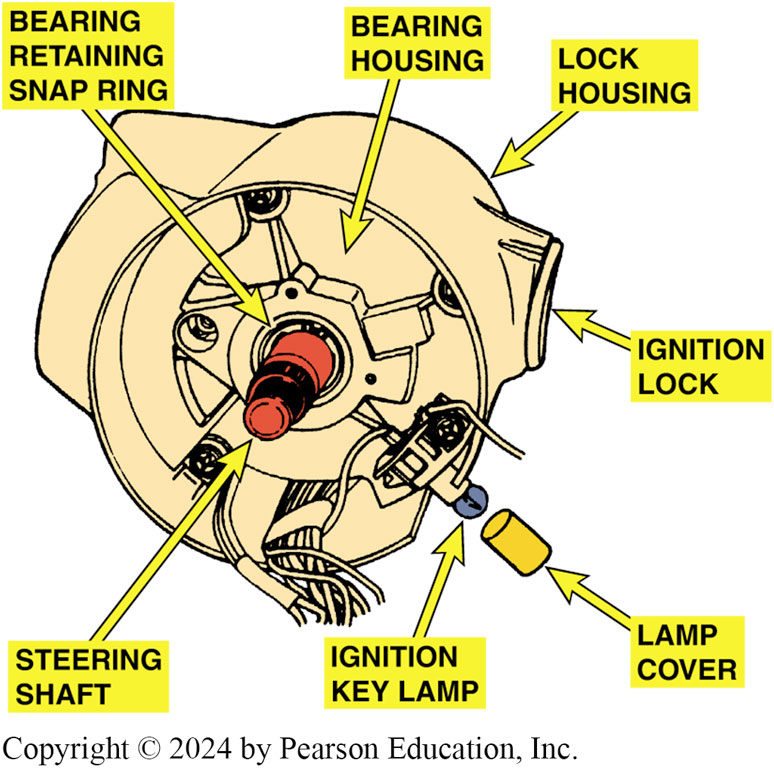 BEARING
RETAINING
SNAP RING
BEARING
HOUSING
LOCK
HOUSING
IGNITION
LOCK
STEERING
SHAFT
IGNITION
KEY LAMP
LAMP
COVER
Copyright © 2024 by Pearson Education, Inc.